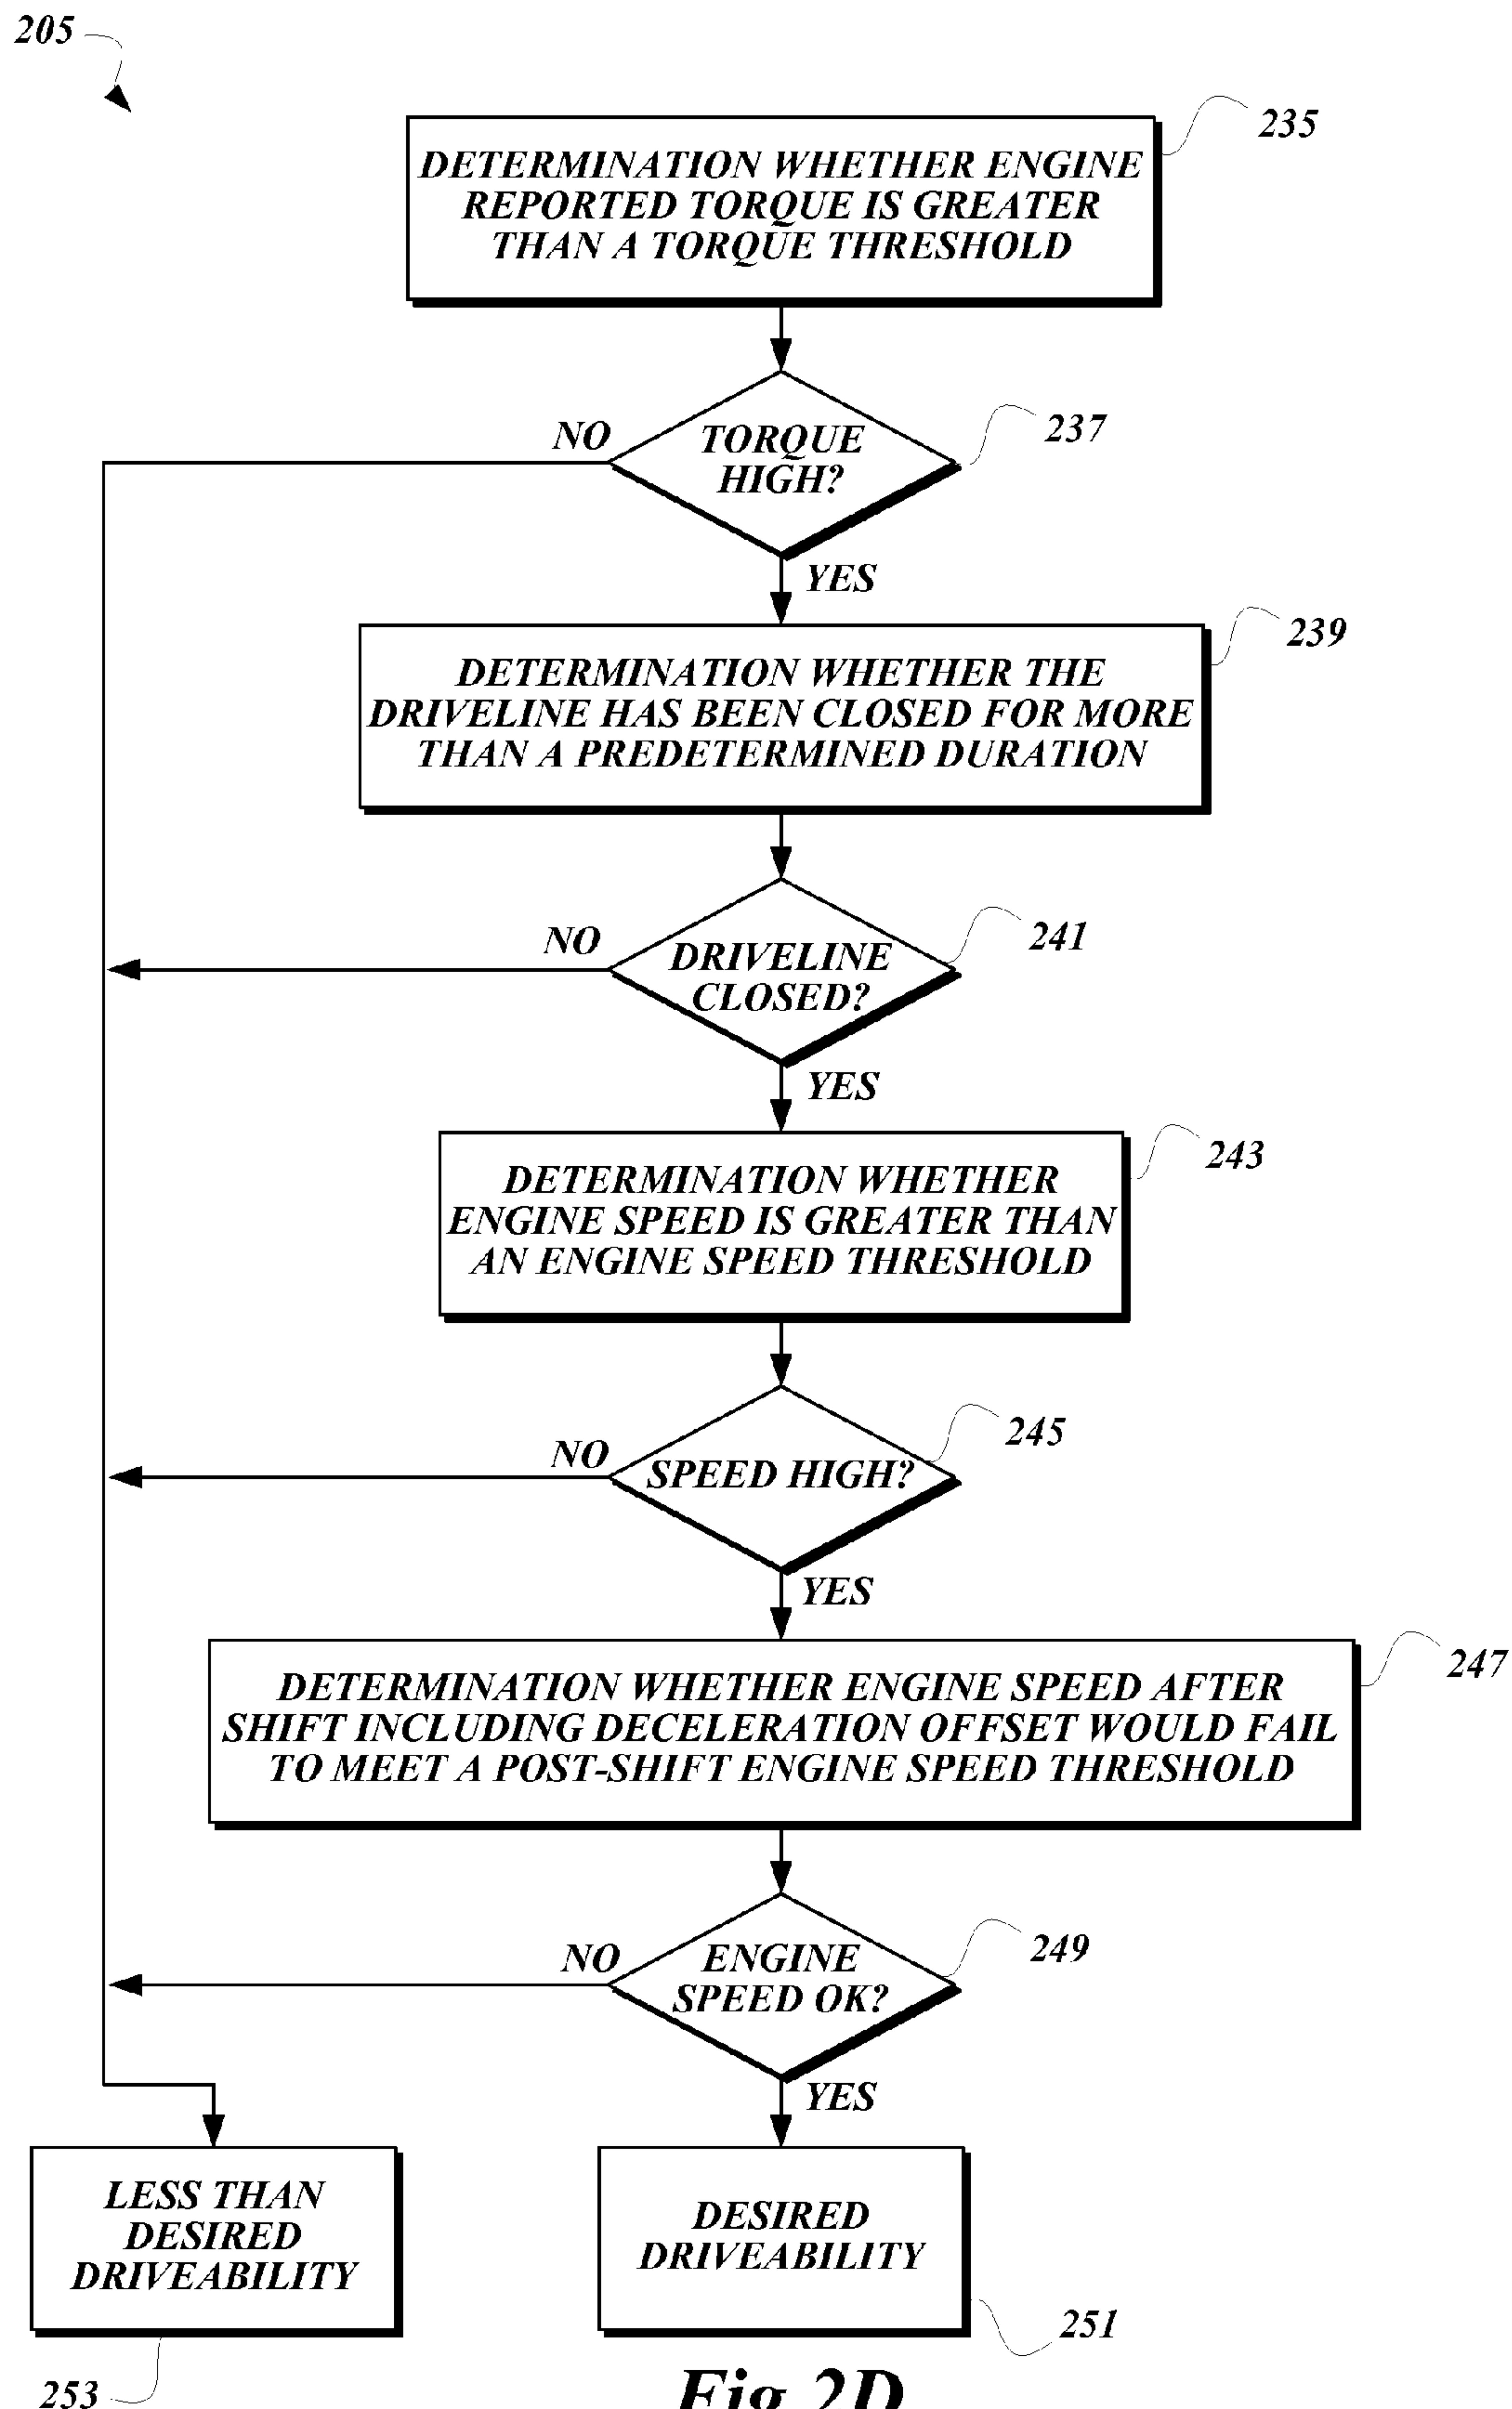 205
235
DETERMINATION WHETHER ENGINE
REPORTED TORQUE IS GREATER
THAN A TORQUE THRESHOLD
NO
TORQUE
HIGH?
237
YES
239
DETERMINATION WHETHER THE
DRIVELINE HAS BEEN CLOSED FOR MORE
THAN A PREDETERMINED DURATION
NO
DRIVELINE
CLOSED?
241
YES
243
DETERMINATION WHETHER
ENGINE SPEED IS GREATER THAN
AN ENGINE SPEED THRESHOLD
NO
SPEED HIGH?
245
YES
247
DETERMINATION WHETHER ENGINE SPEED AFTER
SHIFT INCLUDING DECELERATION OFFSET WOULD FAIL
TO MEET A POST-SHIFT ENGINE SPEED THRESHOLD
NO
ENGINE
SPEED OK?
249
YES
LESS THAN
DESIRED
DRIVEABILITY
DESIRED
DRIVEABILITY
251
253
Fig. 2D